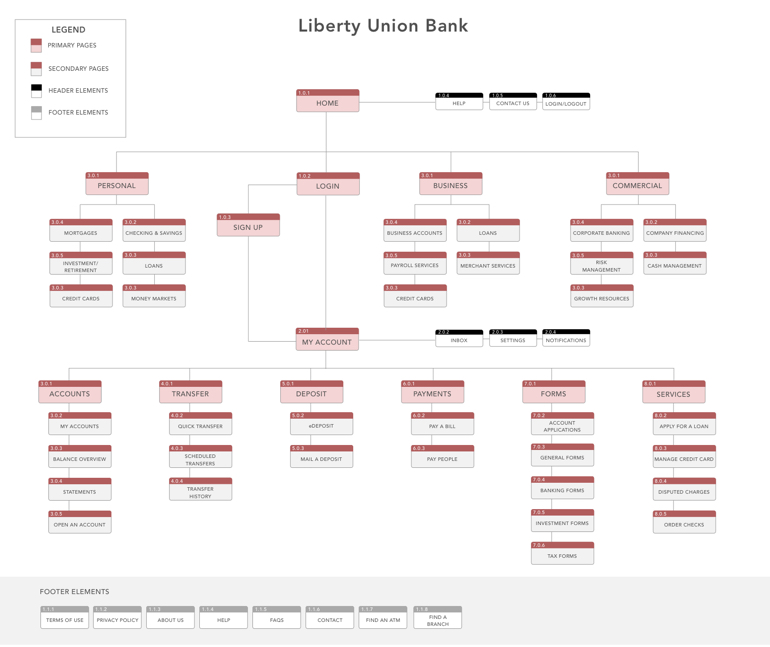 Liberty Union Bank
LEGEND
PRIMARY PAGES
SECONDARY PAGES
HEADER ELEMENTS
FOOTER ELEMENTS
1.0.1
HOME
1.0.4
HELP
1.0.5
CONTACT US
1.0.6
LOGIN/LOGOUT
3.0.1
PERSONAL
1.0.2
LOGIN
3.0.1
BUSINESS
3.0.1
COMMERCIAL
1.0.3
SIGN UP
3.0.4
MORTGAGES
3.0.2
CHECKING & SAVINGS
3.0.5
INVESTMENT/
RETIREMENT
3.0.3
LOANS
3.0.3
CREDIT CARDS
3.0.3
MONEY MARKETS
3.0.4
BUSINESS ACCOUNTS
3.0.2
LOANS
3.0.5
PAYROLL SERVICES
3.0.3
MERCHANT SERVICES
3.0.3
CREDIT CARDS
3.0.4
CORPORATE BANKING
3.0.2
COMPANY FINANCING
3.0.5
RISK
MANAGEMENT
3.0.3
CASH MANAGEMENT
3.0.3
GROWTH RESOURCES
2.01
MY ACCOUNT
2.0.2
INBOX
2.0.3
SETTINGS
2.0.4
NOTIFICATIONS
3.0.1
ACCOUNTS
3.0.2
MY ACCOUNTS
3.0.3
BALANCE OVERVIEW
3.0.4
STATEMENTS
3.0.5
OPEN AN ACCOUNT
4.0.1
TRANSFER
4.0.2
QUICK TRANSFER
4.0.3
SCHEDULED
TRANSFERS
4.0.4
TRANSFER
HISTORY
5.0.1
DEPOSIT
5.0.2
eDEPOSIT
5.0.3
MAIL A DEPOSIT
6.0.1
PAYMENTS
6.0.2
PAY A BILL
6.0.3
PAY PEOPLE
7.0.1
FORMS
7.0.2
ACCOUNT
APPLICATIONS
7.0.3
GENERAL FORMS
7.0.4
BANKING FORMS
7.0.5
INVESTMENT FORMS
7.0.6
TAX FORMS
8.0.1
SERVICES
8.0.2
APPLY FOR A LOAN
8.0.3
MANAGE CREDIT CARD
8.0.4
DISPUTED CHARGES
8.0.5
ORDER CHECKS
FOOTER ELEMENTS
1.1.1
TERMS OF USE
1.1.2
PRIVACY POLICY
1.1.3
ABOUT US
1.1.4
HELP
1.1.5
FAQS
1.1.6
CONTACT
1.1.7
FIND AN ATM
1.1.8
FIND A
BRANCH